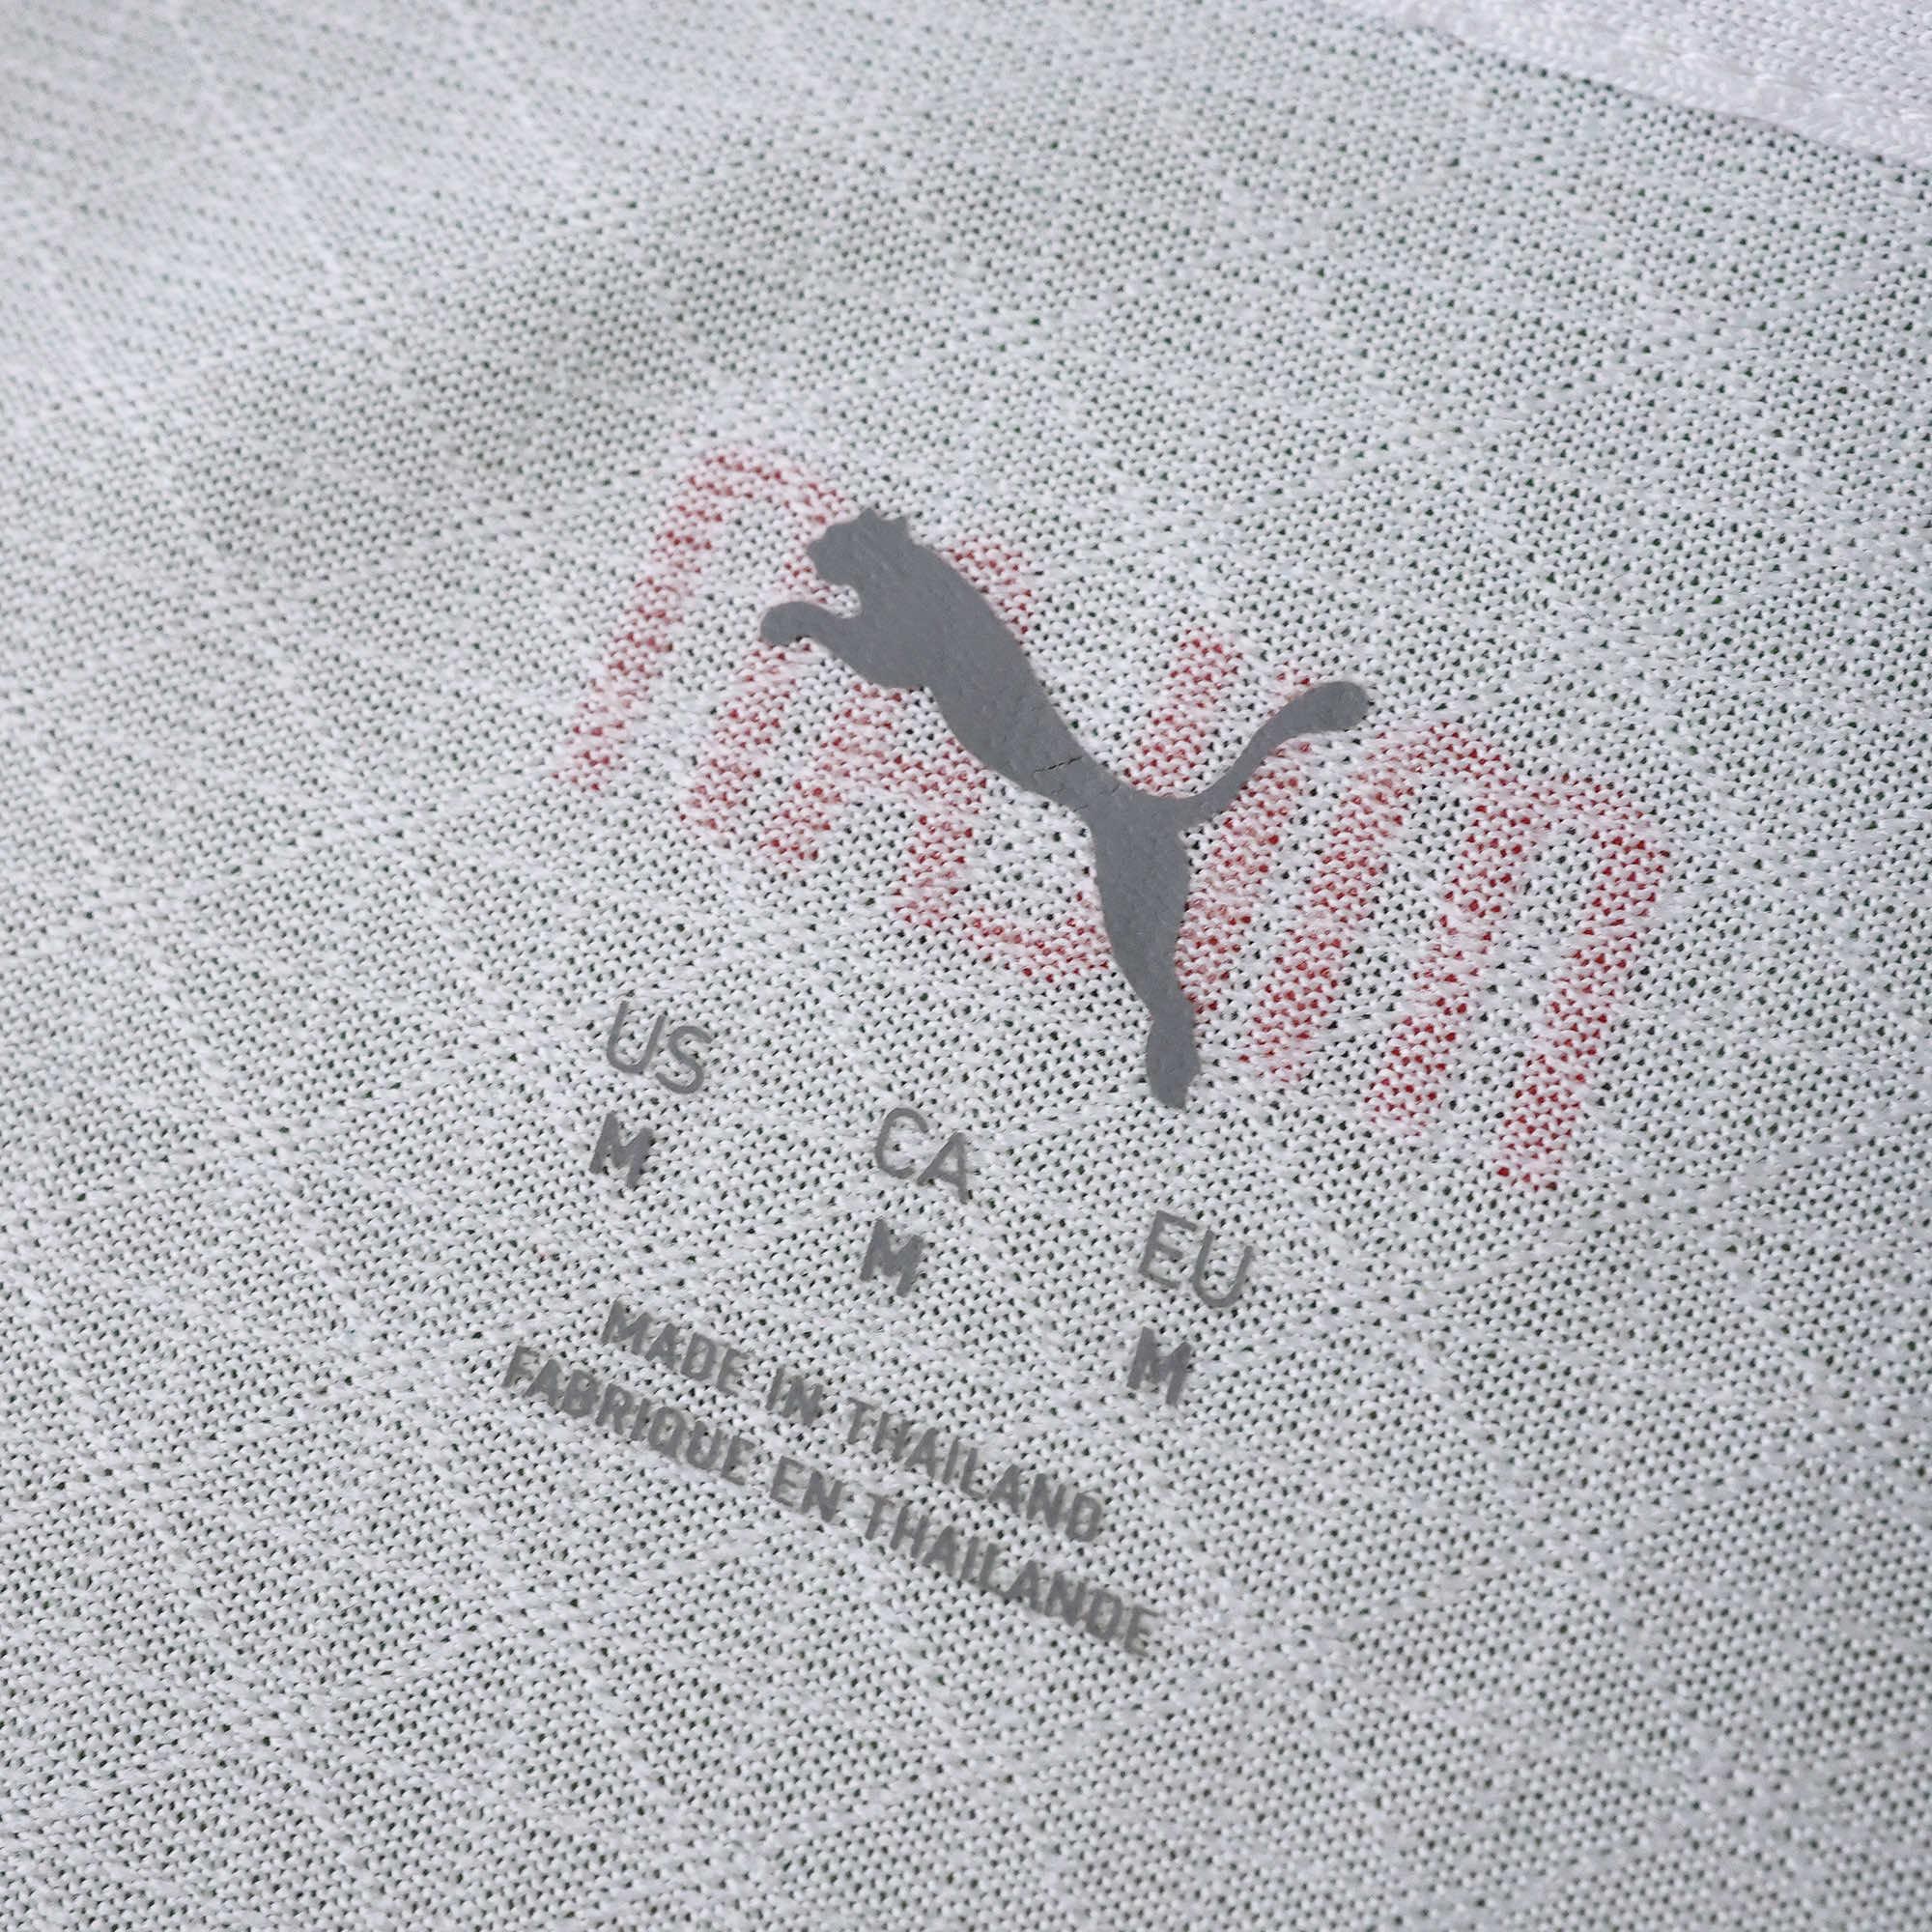 US CA EU
M M M
MADE IN THAILAND
FABRIQUE EN THAILANDE